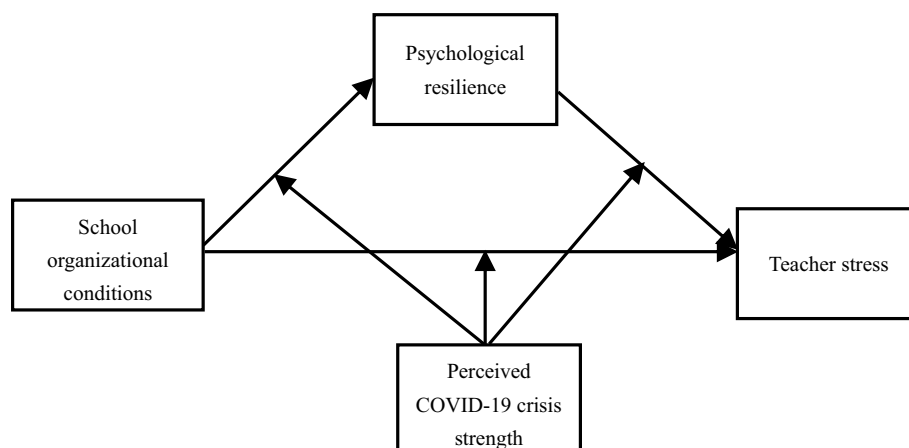 Psychological
resilience
School
organizational
conditions
Teacher stress
Perceived
COVID-19 crisis
strength